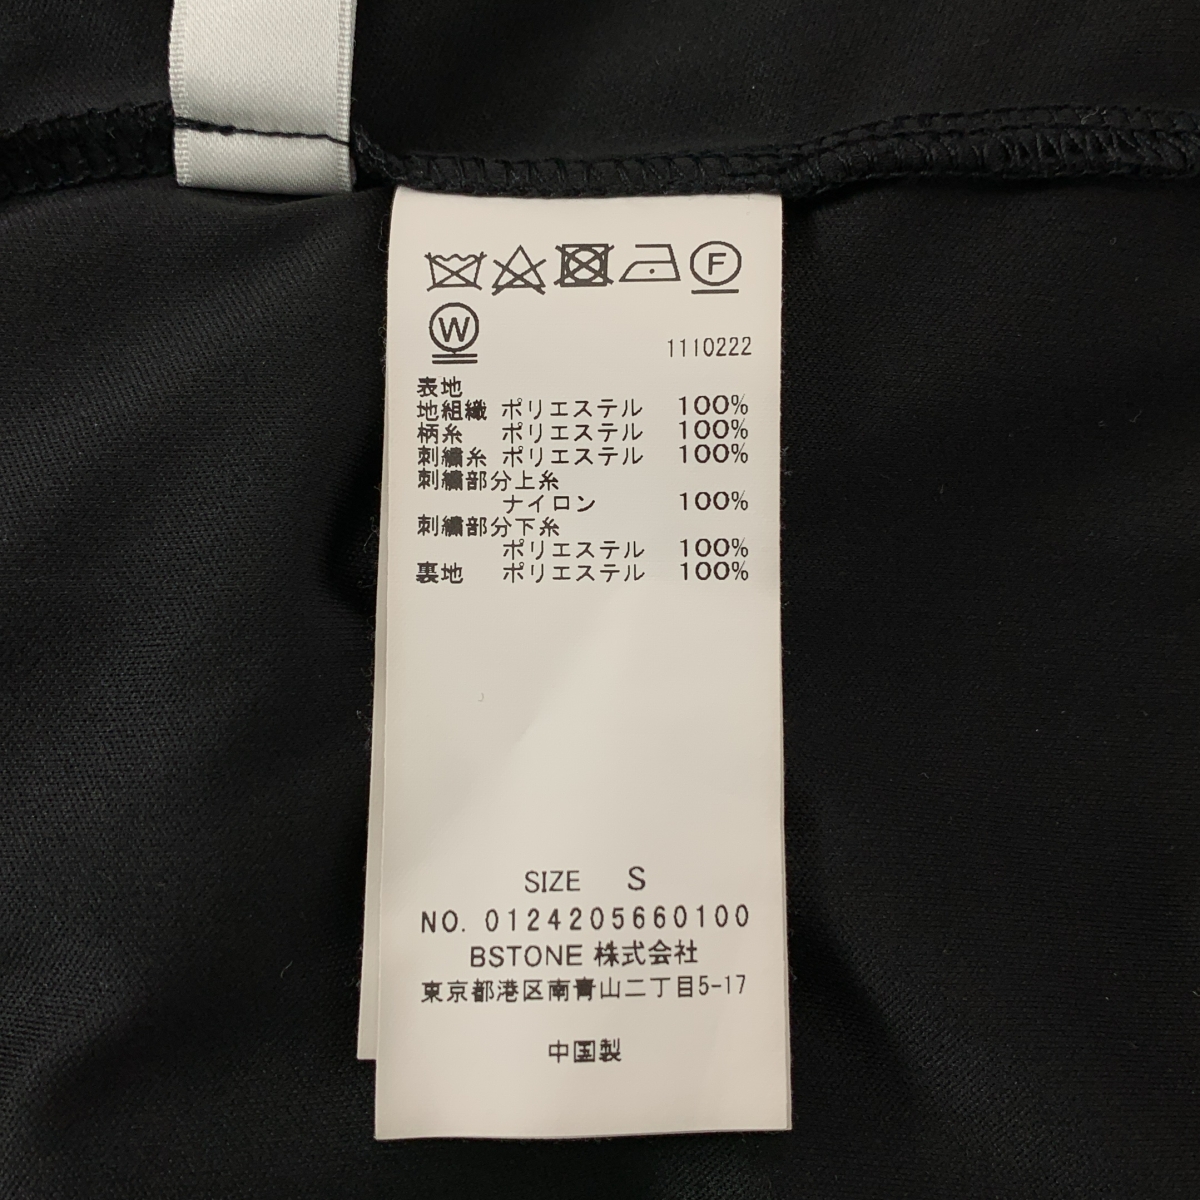 F
W
1110222
表地
地組織 ポリエステル 100%
柄糸 ポリエステル 100%
刺繍糸 ポリエステル 100%
刺繍部分上糸
ナイロン 100%
刺繍部分下糸
ポリエステル 100%
裏地 ポリエステル 100%
SIZE S
NO. 0124205660100
BSTONE 株式会社
東京都港区南青山二丁目5-17
中国製